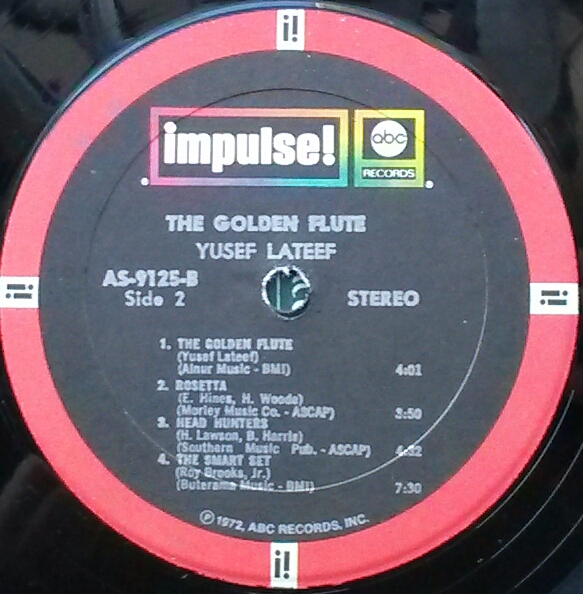 i!
impulse!
abc
RECORDS
THE GOLDEN FLUTE
YUSEF LATEEF
AS-9125-B
Side 2
STEREO
i!
i!
1. THE GOLDEN FLUTE
(Yusef Lateef)
(Alnur Music - BMI) 4:01
2. ROSETTA
(E. Hines, H. Woode)
(Morley Music Co. - ASCAP) 3:50
3. HEAD HUNTERS
(H. Lawson, B. Harris)
(Southern Music Pub. - ASCAP) 4:32
4. THE SMART SET
(Roy Brooks, Jr.)
(Buterama Music - BMI) 7:30
Ⓟ 1972, ABC RECORDS, INC.
i!